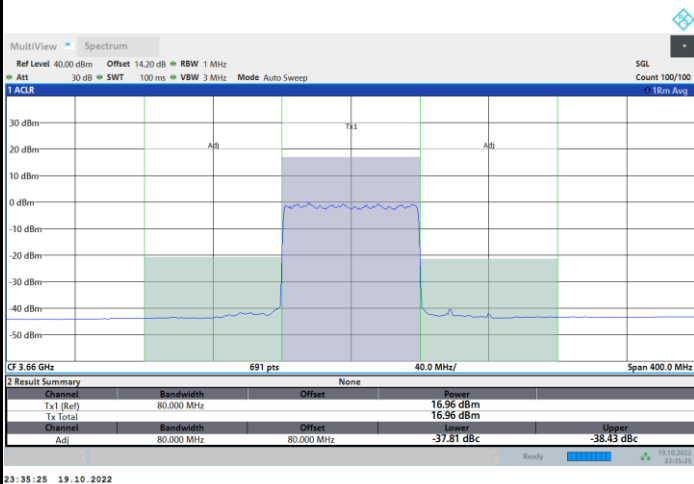 MultiView Spectrum
Ref Level 40.00 dBm Offset 14.20 dB RBW 1 MHz SGL
Att 30 dB SWT 100 ms VBW 3 MHz Mode Auto Sweep Count 100/100
1 ACLR 1Rm Avg
30 dBm
Tx1
20 dBm
Adj Adj
10 dBm
0 dBm
-10 dBm
-20 dBm
-30 dBm
-40 dBm
-50 dBm
CF 3.66 GHz 691 pts 40.0 MHz/ Span 400.0 MHz
2 Result Summary None
Channel Bandwidth Offset Power
Tx1 (Ref) 80.000 MHz 16.96 dBm
Tx Total 16.96 dBm
Channel Bandwidth Offset Lower Upper
Adj 80.000 MHz 80.000 MHz -37.81 dBc -38.43 dBc
Ready 19.10.2022
23:35:25
23:35:25 19.10.2022